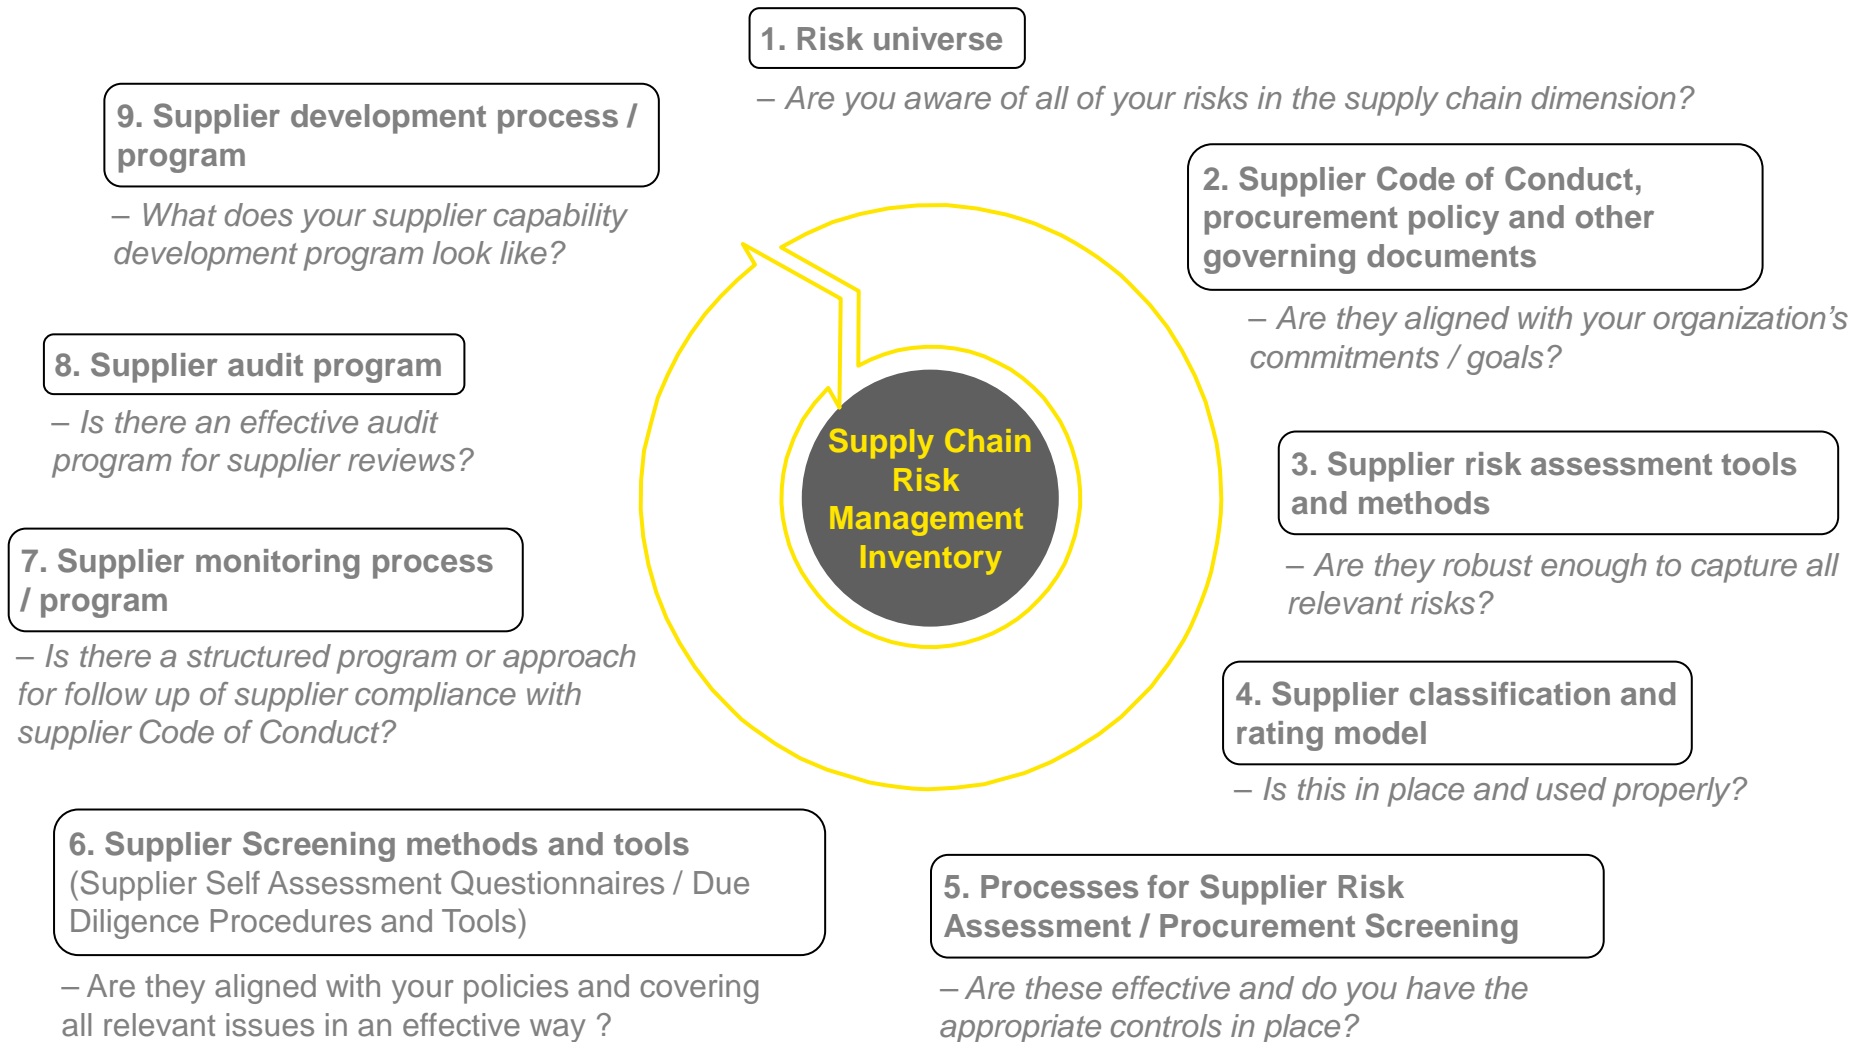 1. Risk universe
– Are you aware of all of your risks in the supply chain dimension?
2. Supplier Code of Conduct,
procurement policy and other
governing documents
– Are they aligned with your organization's
commitments / goals?
3. Supplier risk assessment tools
and methods
– Are they robust enough to capture all
relevant risks?
4. Supplier classification and
rating model
– Is this in place and used properly?
5. Processes for Supplier Risk
Assessment / Procurement Screening
– Are these effective and do you have the
appropriate controls in place?
6. Supplier Screening methods and tools
(Supplier Self Assessment Questionnaires / Due
Diligence Procedures and Tools)
– Are they aligned with your policies and covering
all relevant issues in an effective way ?
7. Supplier monitoring process
/ program
– Is there a structured program or approach
for follow up of supplier compliance with
supplier Code of Conduct?
8. Supplier audit program
– Is there an effective audit
program for supplier reviews?
9. Supplier development process /
program
– What does your supplier capability
development program look like?
Supply Chain
Risk
Management
Inventory